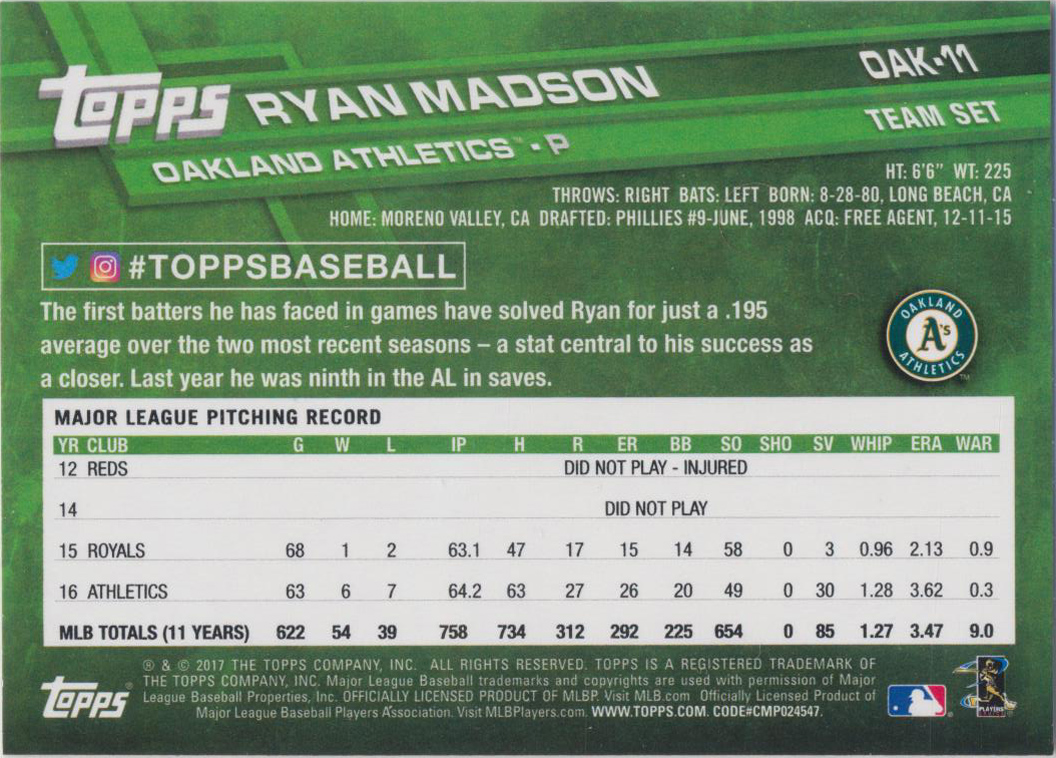 TOPPS RYAN MADSON OAK-11
OAKLAND ATHLETICS™ - P TEAM SET
HT: 6'6" WT: 225
THROWS: RIGHT BATS: LEFT BORN: 8-28-80, LONG BEACH, CA
HOME: MORENO VALLEY, CA DRAFTED: PHILLIES #9-JUNE, 1998 ACQ: FREE AGENT, 12-11-15
#TOPPSBASEBALL
The first batters he has faced in games have solved Ryan for just a .195
average over the two most recent seasons – a stat central to his success as
a closer. Last year he was ninth in the AL in saves.
OAKLAND A's ATHLETICS ™
MAJOR LEAGUE PITCHING RECORD
YR CLUB G W L IP H R ER BB SO SHO SV WHIP ERA WAR
12 REDS DID NOT PLAY - INJURED
14 DID NOT PLAY
15 ROYALS 68 1 2 63.1 47 17 15 14 58 0 3 0.96 2.13 0.9
16 ATHLETICS 63 6 7 64.2 63 27 26 20 49 0 30 1.28 3.62 0.3
MLB TOTALS (11 YEARS) 622 54 39 758 734 312 292 225 654 0 85 1.27 3.47 9.0
® & © 2017 THE TOPPS COMPANY, INC. ALL RIGHTS RESERVED. TOPPS IS A REGISTERED TRADEMARK OF
THE TOPPS COMPANY, INC. Major League Baseball trademarks and copyrights are used with permission of Major
League Baseball Properties, Inc. OFFICIALLY LICENSED PRODUCT OF MLBP. Visit MLB.com Officially Licensed Product of
Major League Baseball Players Association. Visit MLBPlayers.com. WWW.TOPPS.COM. CODE#CMP024547.
TOPPS ®
PLAYERS